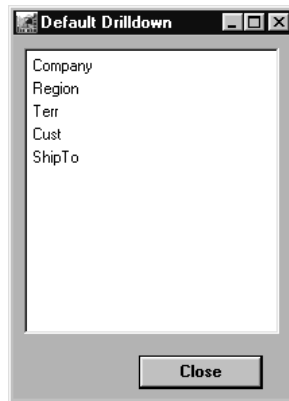 Default Drilldown
Company
Region
Terr
Cust
ShipTo
Close